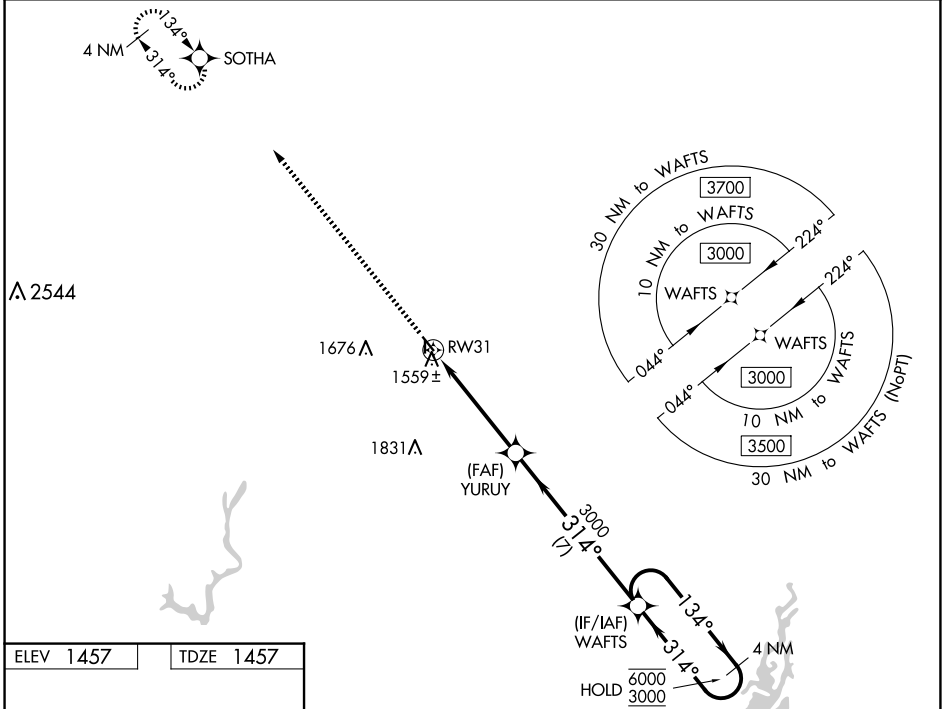 134°
4 NM
314°
SOTHA
30 NM to WAFTS
3700
10 NM to WAFTS
3000
224°
WAFTS
044°
224°
WAFTS
044°
3000
10 NM to WAFTS
3500
30 NM to WAFTS (NoPT)
2544
1676
RW31
1559±
1831
(FAF)
YURUY
3000
314°
(7)
(IF/IAF)
WAFTS
134°
314°
4 NM
HOLD 6000
3000
ELEV 1457
TDZE 1457